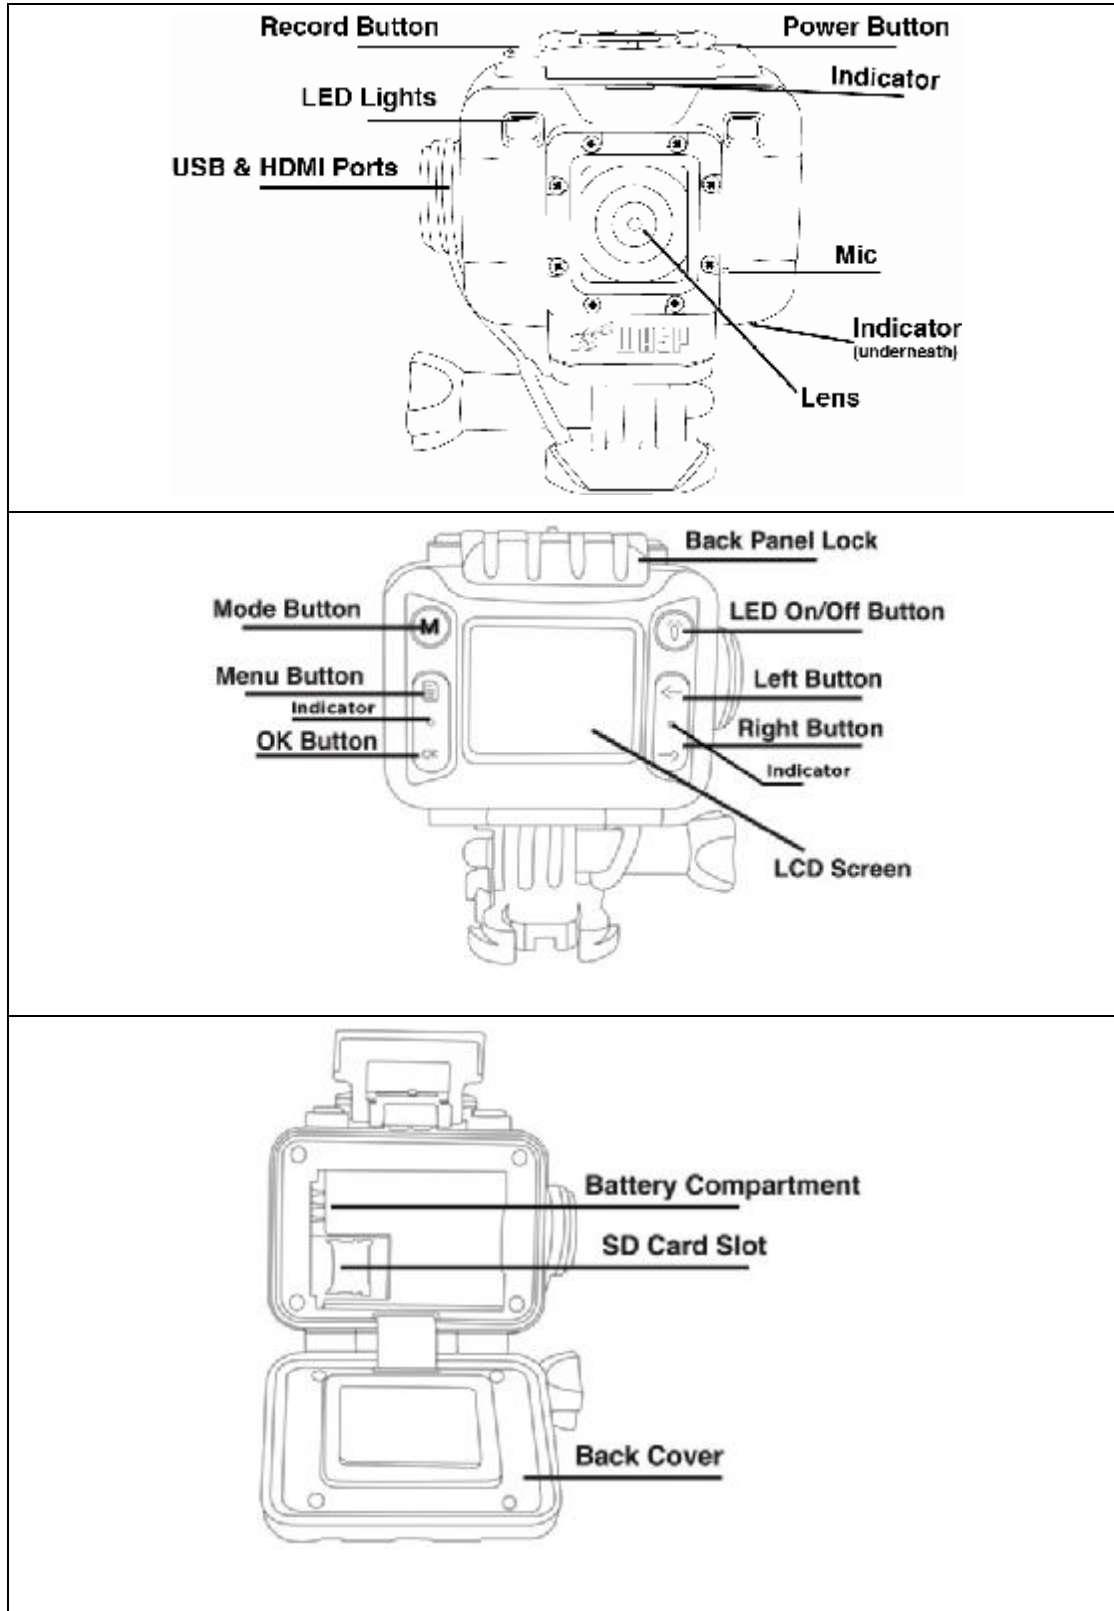 Record Button
Power Button
Indicator
LED Lights
USB & HDMI Ports
Mic
Indicator
(underneath)
Lens
Back Panel Lock
Mode Button
M
LED On/Off Button
Menu Button
Indicator
OK Button
OK
Left Button
Right Button
Indicator
LCD Screen
Battery Compartment
SD Card Slot
Back Cover